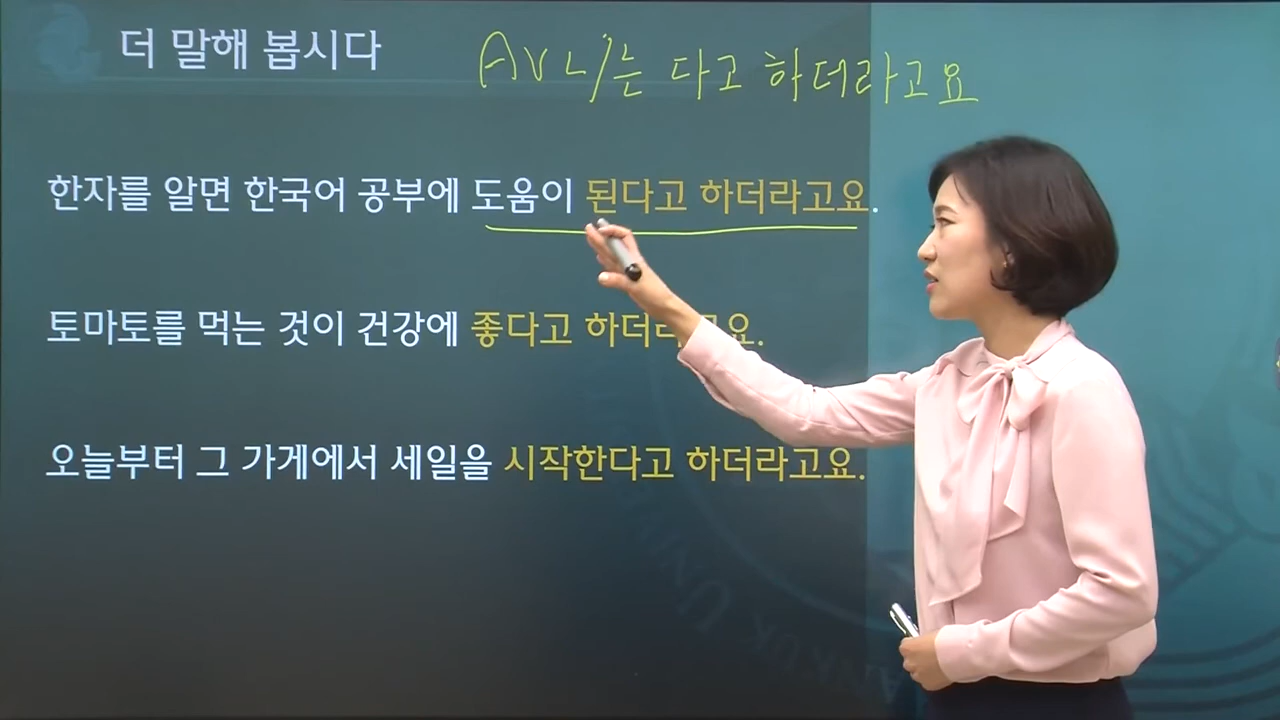 더 말해 봅시다
AVㄴ/는 다고 하더라고요
한자를 알면 한국어 공부에 도움이 된다고 하더라고요.
토마토를 먹는 것이 건강에 좋다고 하더라고요.
오늘부터 그 가게에서 세일을 시작한다고 하더라고요.